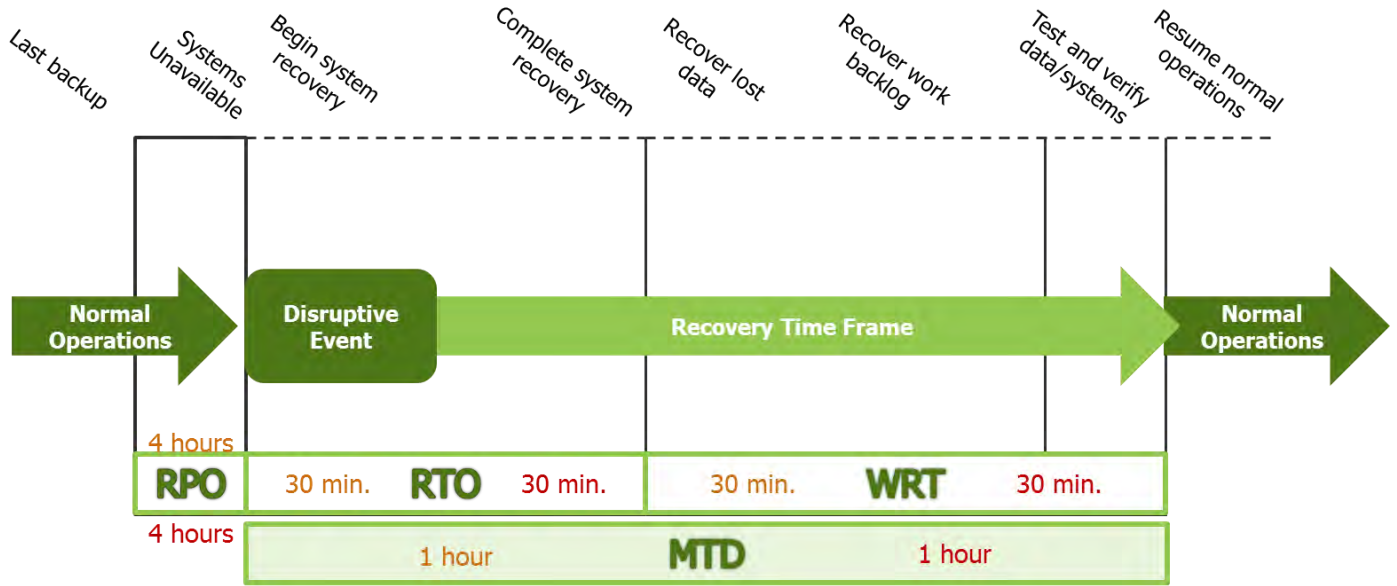 Last backup
Systems
Unavailable
Begin system
recovery
Complete system
recovery
Recover lost
data
Recover work
backlog
Test and verify
data/systems
Resume normal
operations
Normal
Operations
Disruptive
Event
Recovery Time Frame
Normal
Operations
4 hours
RPO
30 min.
RTO
30 min.
30 min.
WRT
30 min.
4 hours
1 hour
MTD
1 hour